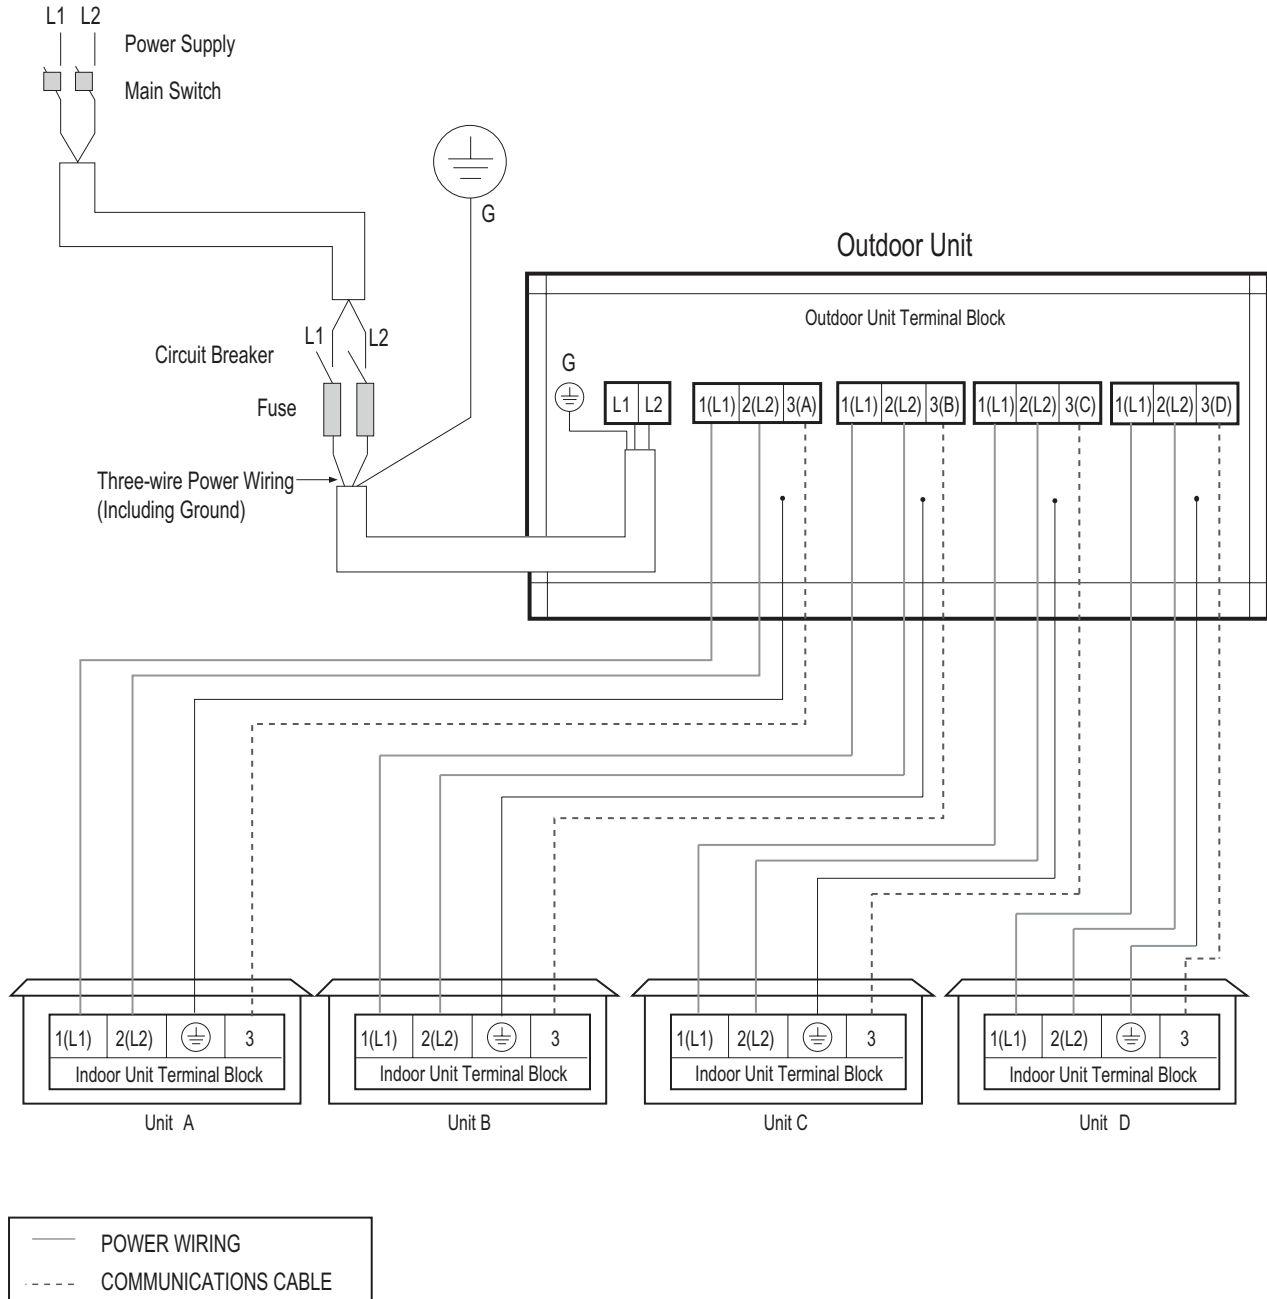 L1 L2
Power Supply
Main Switch
G
Outdoor Unit
Outdoor Unit Terminal Block
L1 L2
Circuit Breaker
Fuse
G
L1 L2
1(L1) 2(L2) 3(A)
1(L1) 2(L2) 3(B)
1(L1) 2(L2) 3(C)
1(L1) 2(L2) 3(D)
Three-wire Power Wiring
(Including Ground)
1(L1) 2(L2) 3
Indoor Unit Terminal Block
Unit A
1(L1) 2(L2) 3
Indoor Unit Terminal Block
Unit B
1(L1) 2(L2) 3
Indoor Unit Terminal Block
Unit C
1(L1) 2(L2) 3
Indoor Unit Terminal Block
Unit D
POWER WIRING
COMMUNICATIONS CABLE